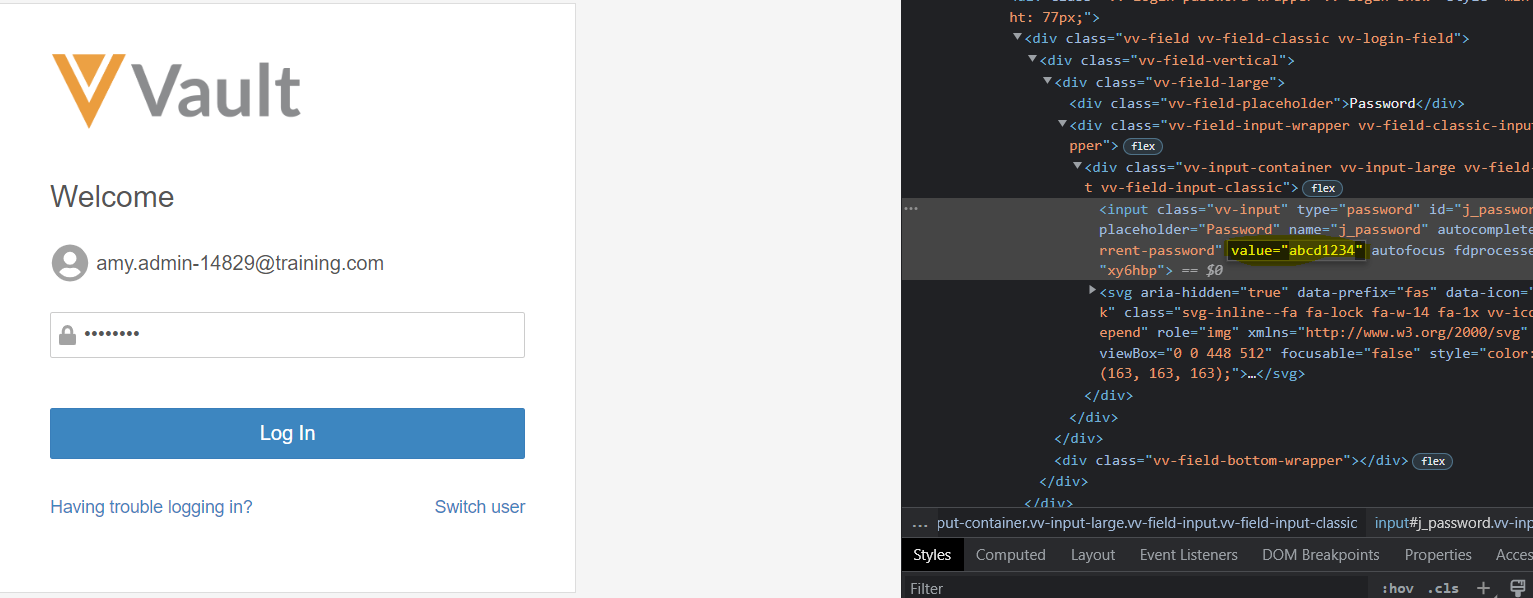 Vault
Welcome
amy.admin-14829@training.com
••••••••
Log In
Having trouble logging in?
Switch user
ht: 77px;">
<div class="vv-field vv-field-classic vv-login-field">
<div class="vv-field-vertical">
<div class="vv-field-large">
<div class="vv-field-placeholder">Password</div>
<div class="vv-field-input-wrapper vv-field-classic-inpu
pper"> flex
<div class="vv-input-container vv-input-large vv-field-
t vv-field-input-classic"> flex
... <input class="vv-input" type="password" id="j_passwor
placeholder="Password" name="j_password" autocomplete
rrent-password" value="abcd1234" autofocus fdprocesse
"xy6hbp"> == $0
<svg aria-hidden="true" data-prefix="fas" data-icon="
k" class="svg-inline--fa fa-lock fa-w-14 fa-1x vv-ico
epend" role="img" xmlns="http://www.w3.org/2000/svg"
viewBox="0 0 448 512" focusable="false" style="color:
(163, 163, 163);">…</svg>
</div>
</div>
</div>
<div class="vv-field-bottom-wrapper"></div> flex
</div>
</div>
... put-container.vv-input-large.vv-field-input.vv-field-input-classic input#j_password.vv-inp
Styles Computed Layout Event Listeners DOM Breakpoints Properties Acces
Filter :hov .cls +